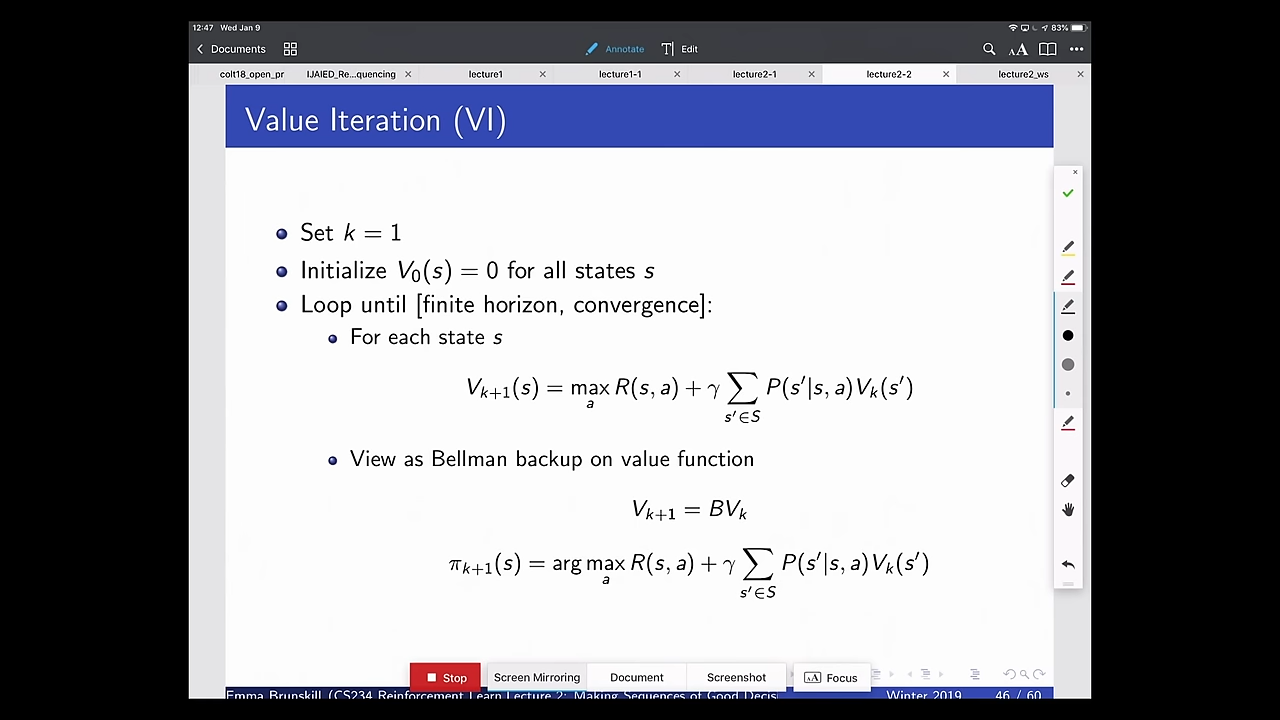 12:47 Wed Jan 9 83%
Documents Annotate T Edit AA
colt18_open_pr IJAIED_Re...quencing lecture1 lecture1-1 lecture2-1 lecture2-2 lecture2_ws
Value Iteration (VI)
Set k = 1
Initialize V₀(s) = 0 for all states s
Loop until [finite horizon, convergence]:
For each state s
Vₖ₊₁(s) = max_a R(s, a) + γ ∑_{s′∈S} P(s′|s, a)Vₖ(s′)
View as Bellman backup on value function
Vₖ₊₁ = BVₖ
πₖ₊₁(s) = arg max_a R(s, a) + γ ∑_{s′∈S} P(s′|s, a)Vₖ(s′)
Stop Screen Mirroring Document Screenshot AA Focus
Emma Brunskill (CS234 Reinforcement Learn Lecture 2: Making Sequences of Good Decis Winter 2019 46 / 60